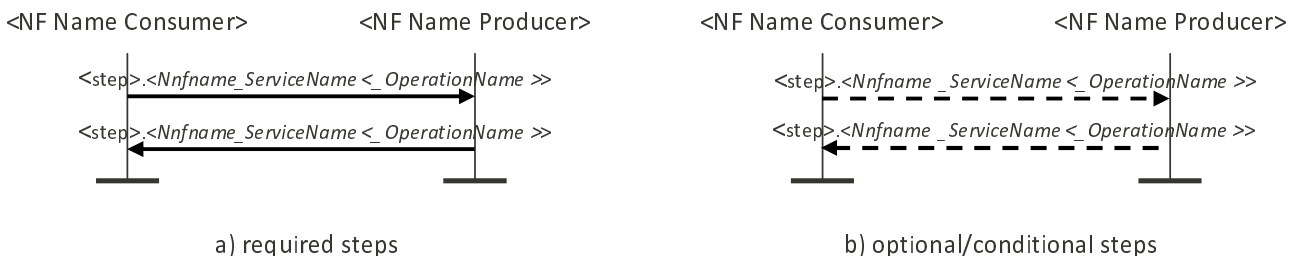 <NF Name Consumer> <NF Name Producer> <NF Name Consumer> <NF Name Producer>
<step>.<Nnfname_ServiceName <_OperationName >> <step>.<Nnfname _ServiceName <_OperationName >>
<step>.<Nnfname_ServiceName <_OperationName >> <step>.<Nnfname _ServiceName <_OperationName >>
a) required steps b) optional/conditional steps